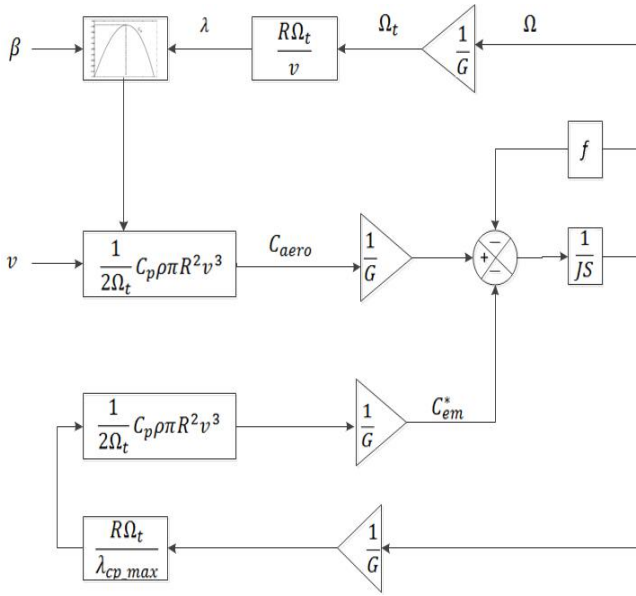 β
λ
RΩ_t / v
Ω_t
1/G
Ω
f
v
1/(2Ω_t) C_p ρπR²v³
C_aero
1/G
+
−
−
1/JS
1/(2Ω_t) C_p ρπR²v³
1/G
C*_em
RΩ_t / λ_cp_max
1/G